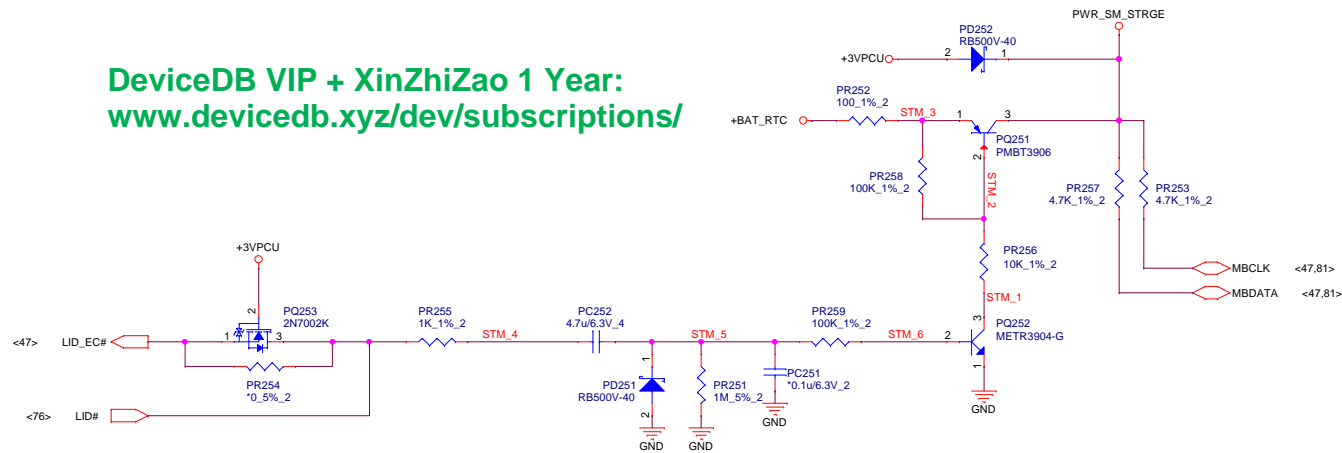 PWR_SM_STRGE
PD252
RB500V-40
+3VPCU
2
1
DeviceDB VIP + XinZhiZao 1 Year:
www.devicedb.xyz/dev/subscriptions/
PR252
100_1%_2
+BAT_RTC
STM_3
1
3
PQ251
PMBT3906
2
PR258
100K_1%_2
STM_2
PR257
4.7K_1%_2
PR253
4.7K_1%_2
PR256
10K_1%_2
MBCLK <47,81>
MBDATA <47,81>
STM_1
+3VPCU
2
PQ253
2N7002K
1
3
<47> LID_EC#
PR254
*0_5%_2
<76> LID#
PR255
1K_1%_2
STM_4
PC252
4.7u/6.3V_4
STM_5
PR259
100K_1%_2
STM_6
2
3
PQ252
METR3904-G
1
GND
1
PD251
RB500V-40
2
GND
PR251
1M_5%_2
GND
PC251
*0.1u/6.3V_2
GND